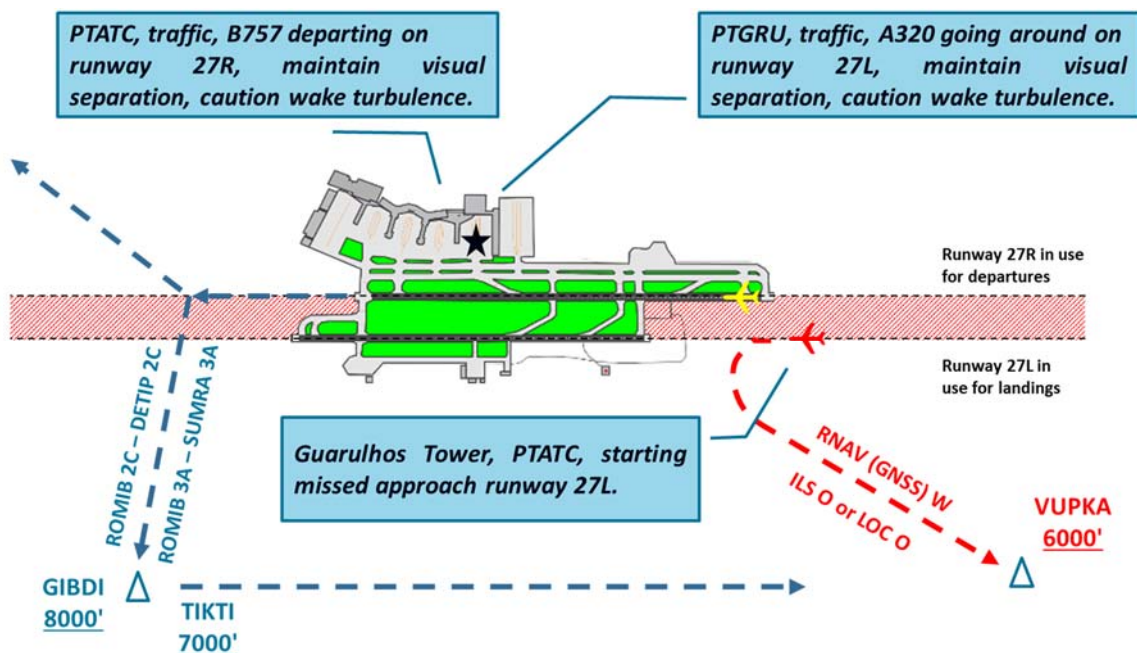 PTATC, traffic, B757 departing on
runway 27R, maintain visual
separation, caution wake turbulence.
PTGRU, traffic, A320 going around on
runway 27L, maintain visual
separation, caution wake turbulence.
Runway 27R in use
for departures
Runway 27L in
use for landings
Guarulhos Tower, PTATC, starting
missed approach runway 27L.
ROMIB 2C – DETIP 2C
ROMIB 3A – SUMRA 3A
RNAV (GNSS) W
ILS O or LOC O
VUPKA
6000'
GIBDI
8000'
TIKTI
7000'